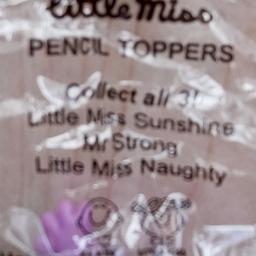 little miss
PENCIL TOPPERS
Collect all 3!
Little Miss Sunshine
Mr Strong
Little Miss Naughty